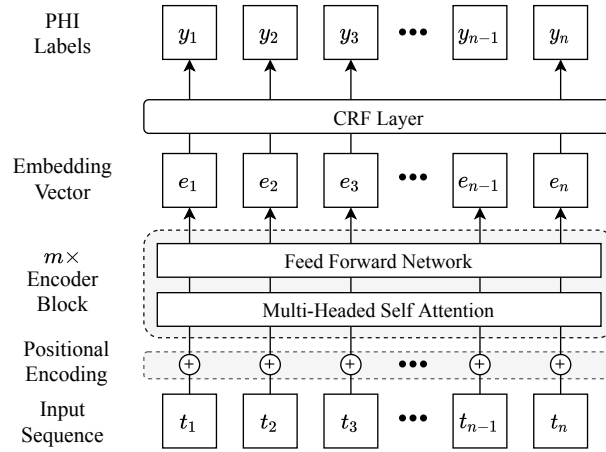 PHI
Labels
y₁ y₂ y₃ ••• yₙ₋₁ yₙ
CRF Layer
Embedding
Vector
e₁ e₂ e₃ ••• eₙ₋₁ eₙ
m×
Encoder
Block
Feed Forward Network
Multi-Headed Self Attention
Positional
Encoding
+ + + ••• + +
Input
Sequence
t₁ t₂ t₃ ••• tₙ₋₁ tₙ